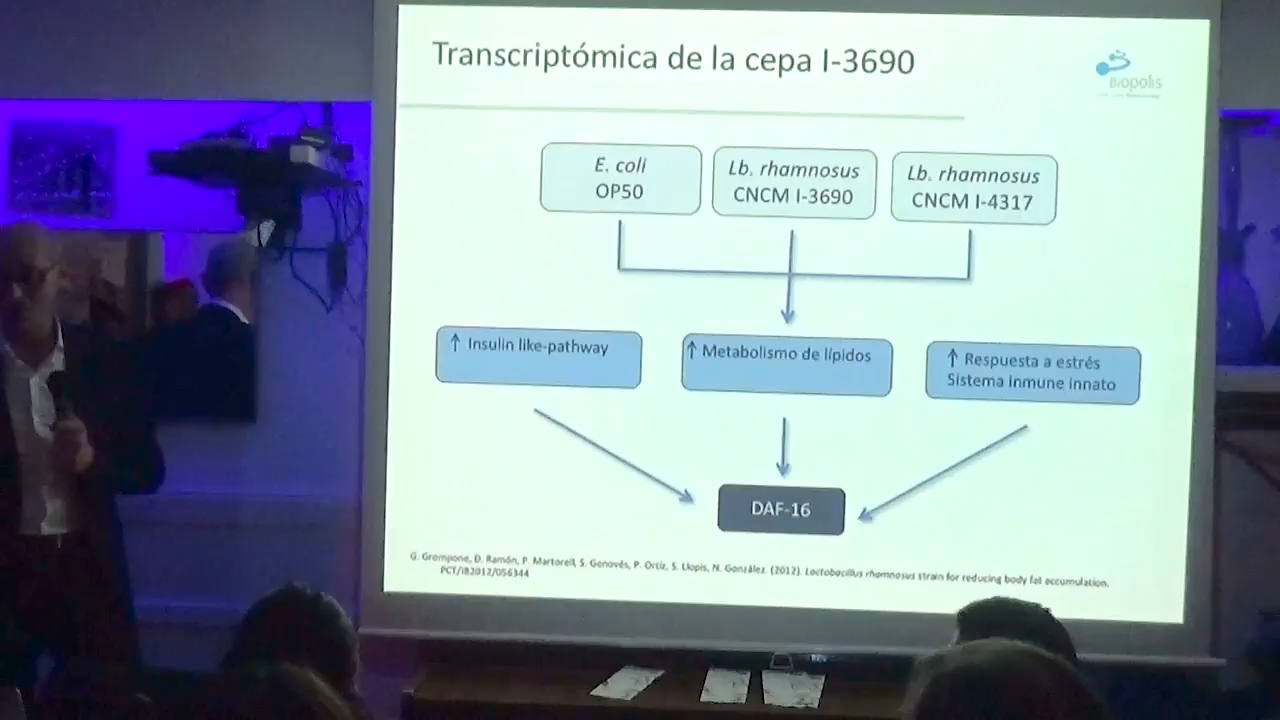 Transcriptómica de la cepa I-3690
Biopolis
E. coli
OP50
Lb. rhamnosus
CNCM I-3690
Lb. rhamnosus
CNCM I-4317
↑ Insulin like-pathway
↑ Metabolismo de lípidos
↑ Respuesta a estrés
Sistema inmune innato
DAF-16
G. Grompone, D. Ramón, P. Martorell, S. Genovés, P. Ortiz, S. Llopis, N. González. (2012). Lactobacillus rhamnosus strain for reducing body fat accumulation.
PCT/IB2012/056344